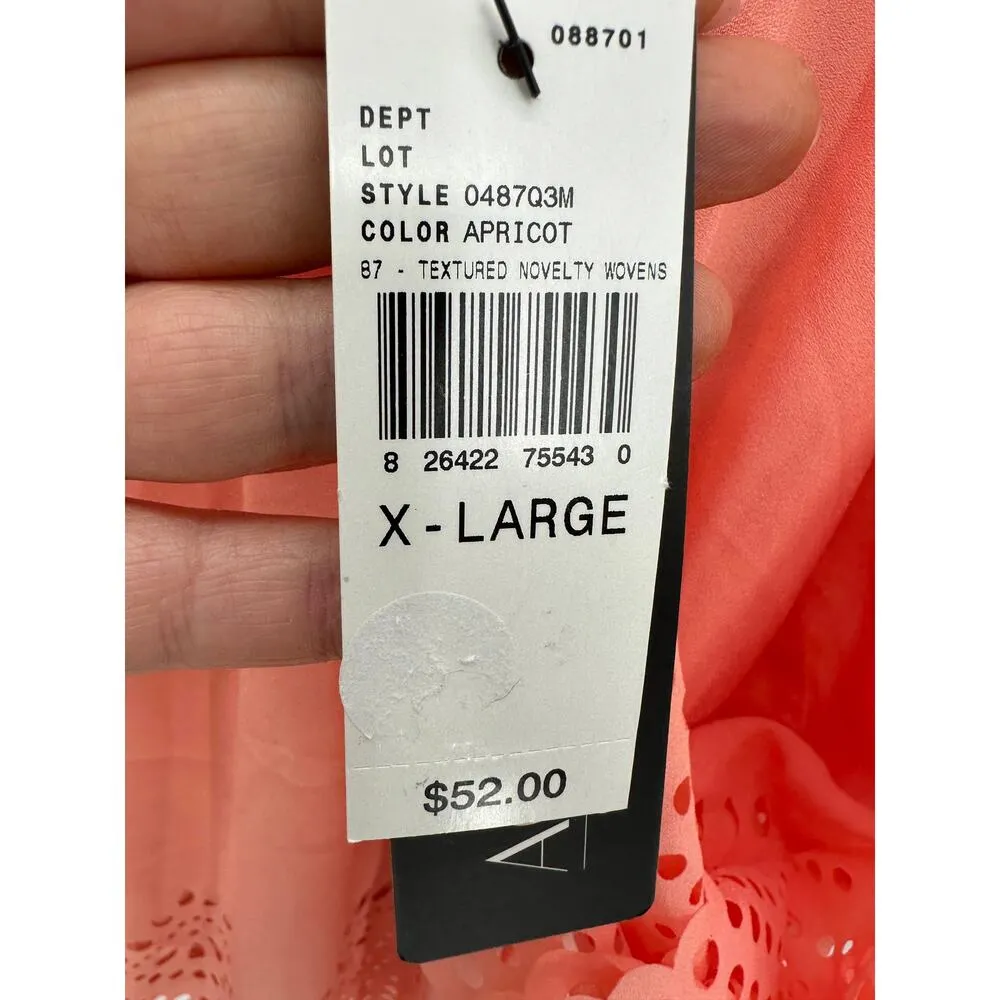 088701
DEPT
LOT
STYLE 0487Q3M
COLOR APRICOT
87 - TEXTURED NOVELTY WOVENS
8 26422 75543 0
X-LARGE
$52.00
A